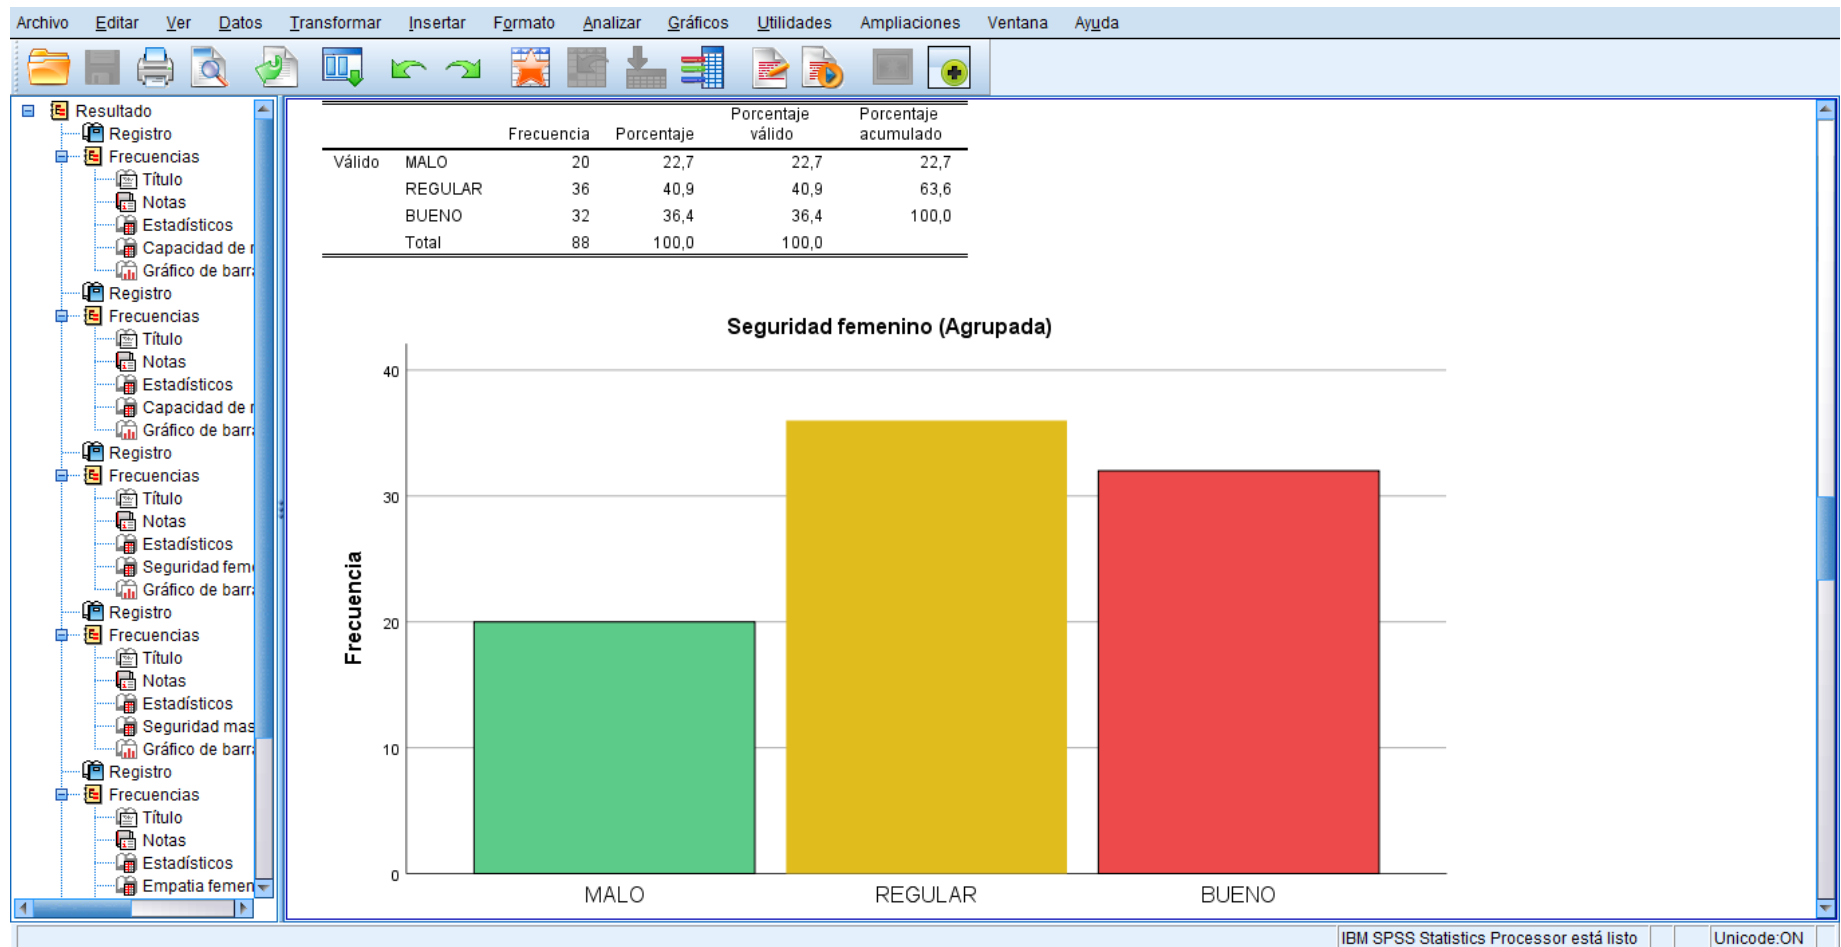 Archivo Editar Ver Datos Transformar Insertar Formato Analizar Gráficos Utilidades Ampliaciones Ventana Ayuda
Resultado
Registro
Frecuencias
Título
Notas
Estadísticos
Capacidad de r
Gráfico de barra
Registro
Frecuencias
Título
Notas
Estadísticos
Capacidad de r
Gráfico de barra
Registro
Frecuencias
Título
Notas
Estadísticos
Seguridad feme
Gráfico de barra
Registro
Frecuencias
Título
Notas
Estadísticos
Seguridad mas
Gráfico de barra
Registro
Frecuencias
Título
Notas
Estadísticos
Empatia femen
Frecuencia Porcentaje Porcentaje válido Porcentaje acumulado
Válido MALO 20 22,7 22,7 22,7
REGULAR 36 40,9 40,9 63,6
BUENO 32 36,4 36,4 100,0
Total 88 100,0 100,0
Seguridad femenino (Agrupada)
Frecuencia
40
30
20
10
0
MALO REGULAR BUENO
IBM SPSS Statistics Processor está listo Unicode:ON